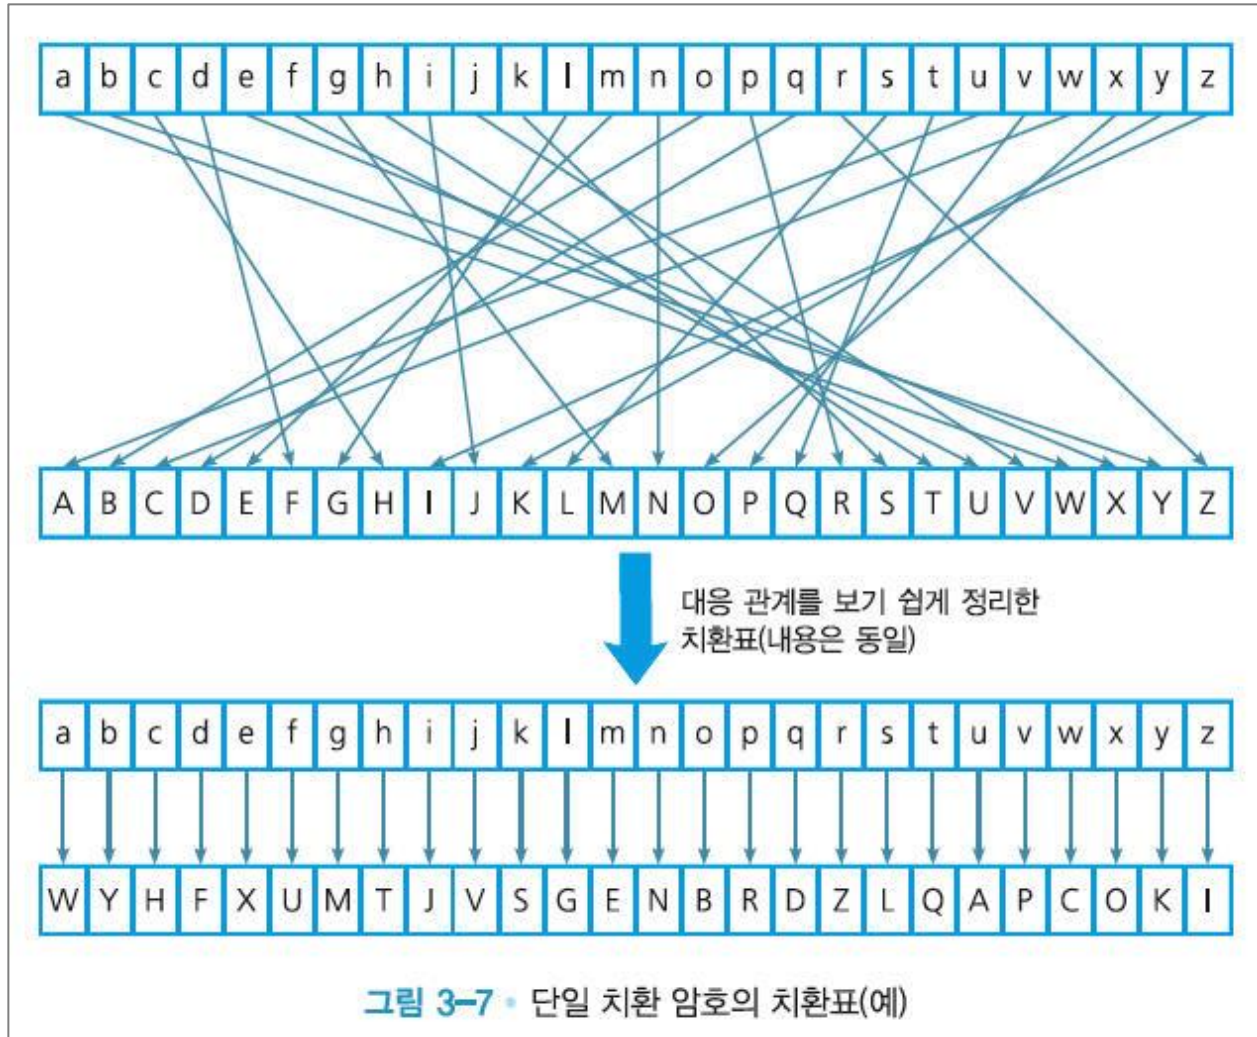 a b c d e f g h i j k l m n o p q r s t u v w x y z
A B C D E F G H I J K L M N O P Q R S T U V W X Y Z
대응 관계를 보기 쉽게 정리한
치환표(내용은 동일)
a b c d e f g h i j k l m n o p q r s t u v w x y z
W Y H F X U M T J V S G E N B R D Z L Q A P C O K I
그림 3-7 • 단일 치환 암호의 치환표(예)